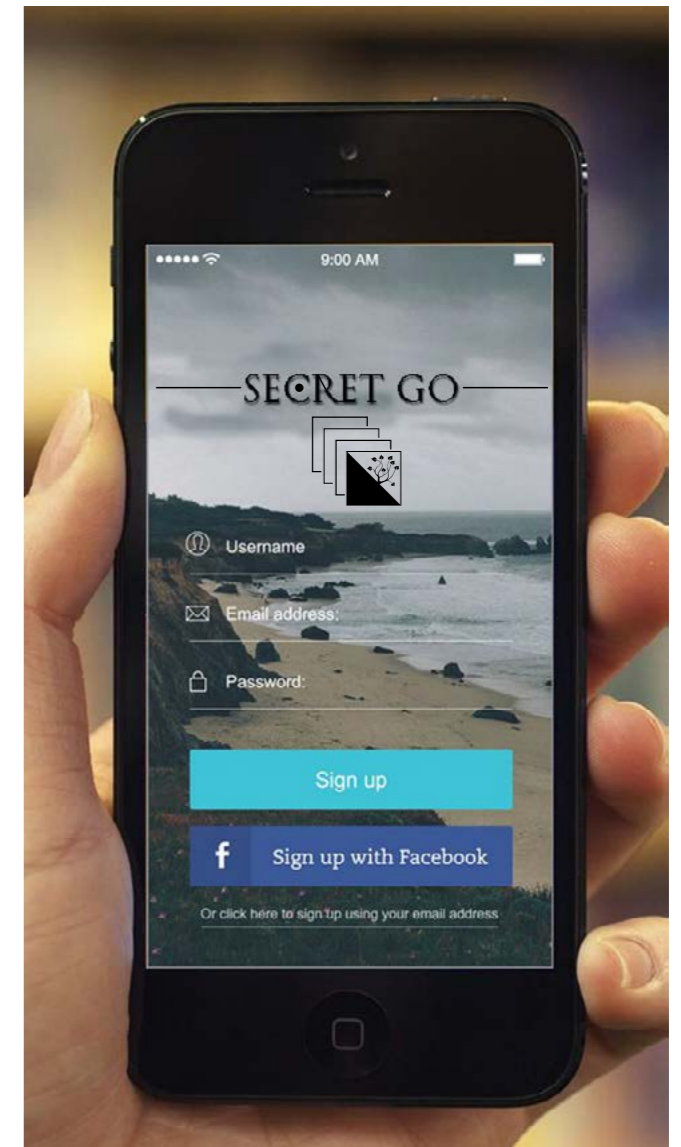 9:00 AM
SECRET GO
Username
Email address:
Password:
Sign up
f Sign up with Facebook
Or click here to sign up using your email address